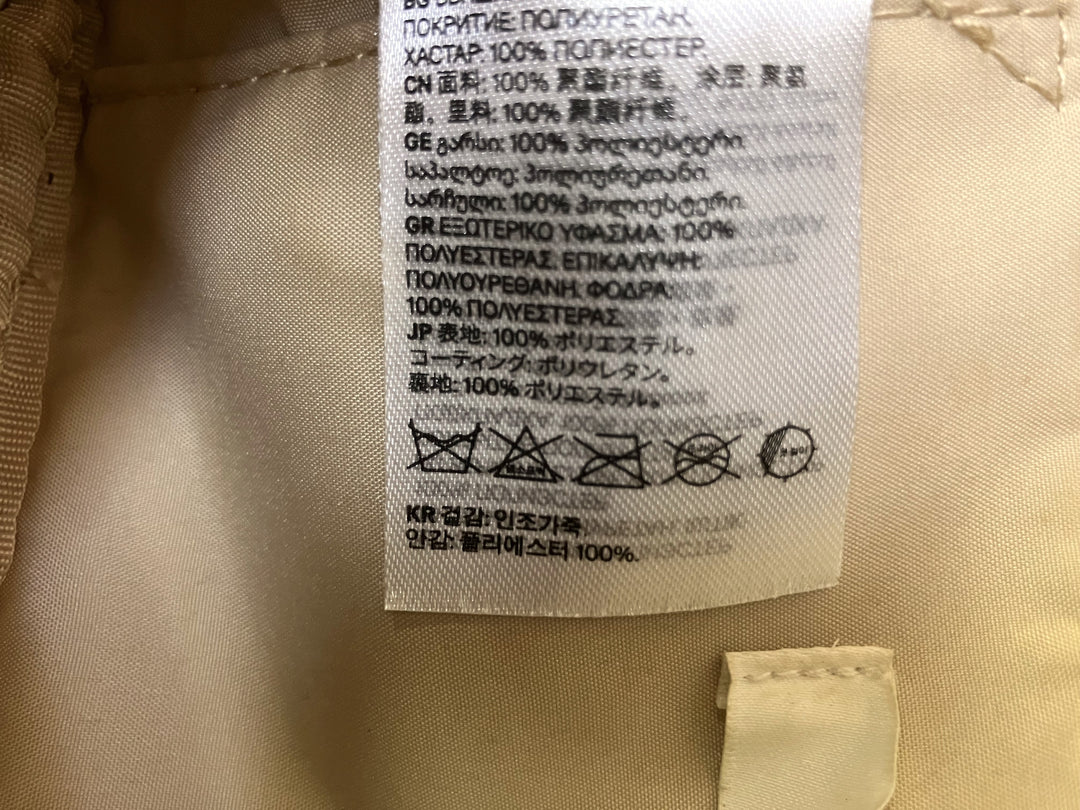 ПОКРИТИЕ: ПОЛИУРЕТАН.
ХАСТАР: 100% ПОЛИЕСТЕР.
CN 面料: 100% 聚酯纤维。 涂层: 聚氨
酯。里料: 100% 聚酯纤维。
GE გარსი: 100% პოლიესტერი.
საპალტოე: პოლიურეთანი.
სარჩული: 100% პოლიესტერი.
GR ΕΞΩΤΕΡΙΚΟ ΥΦΑΣΜΑ: 100%
ΠΟΛΥΕΣΤΕΡΑΣ. ΕΠΙΚΑΛΥΨΗ:
ΠΟΛΥΟΥΡΕΘΑΝΗ. ΦΟΔΡΑ:
100% ΠΟΛΥΕΣΤΕΡΑΣ.
JP 表地: 100% ポリエステル。
コーティング: ポリウレタン。
裏地: 100% ポリエステル。
KR 겉감: 인조가죽,
안감: 폴리에스터 100%.